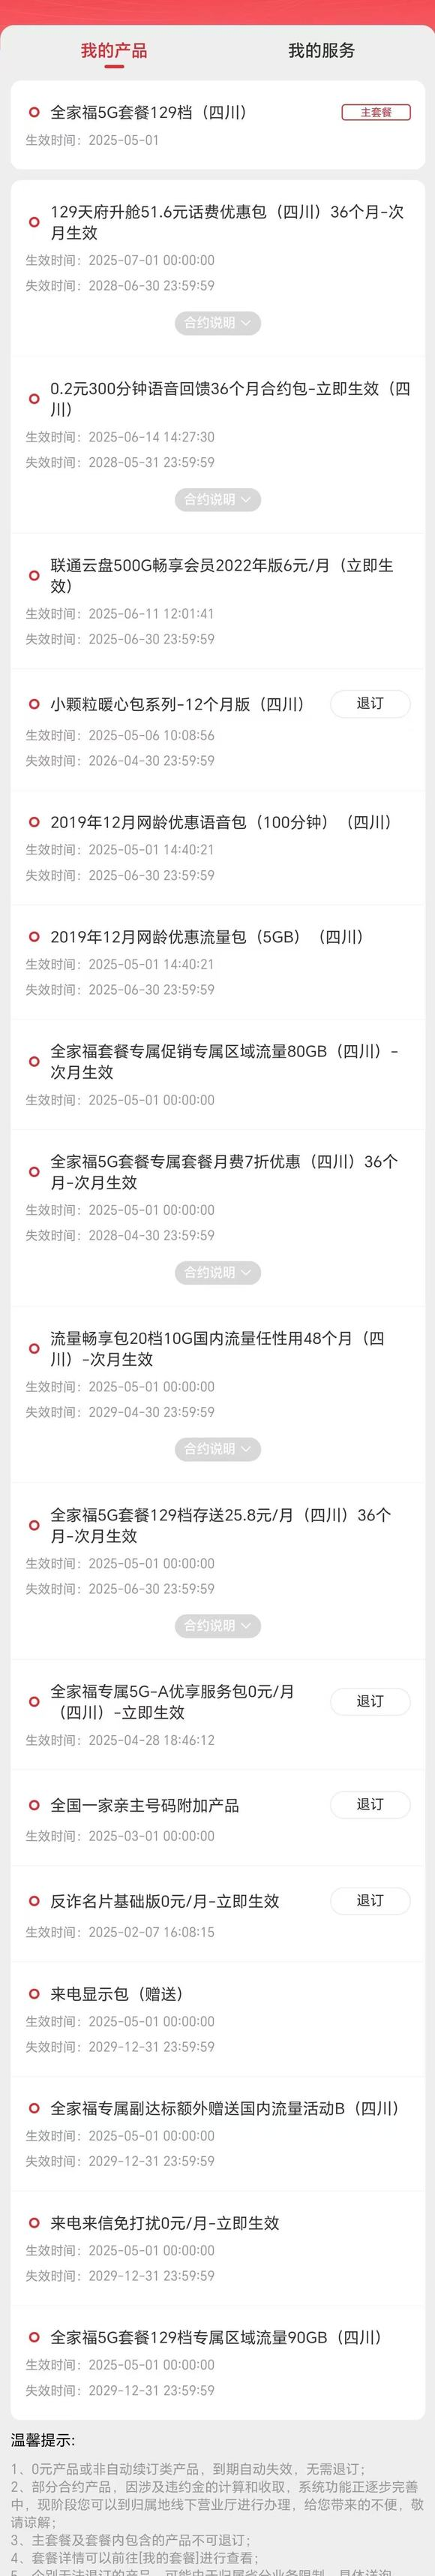 我的产品
我的服务
全家福5G套餐129档（四川）
主套餐
生效时间：2025-05-01
129天府升舱51.6元话费优惠包（四川）36个月-次
月生效
生效时间：2025-07-01 00:00:00
失效时间：2028-06-30 23:59:59
合约说明
0.2元300分钟语音回馈36个月合约包-立即生效（四
川）
生效时间：2025-06-14 14:27:30
失效时间：2028-05-31 23:59:59
合约说明
联通云盘500G畅享会员2022年版6元/月（立即生
效）
生效时间：2025-06-11 12:01:41
失效时间：2025-06-30 23:59:59
小颗粒暖心包系列-12个月版（四川）
退订
生效时间：2025-05-06 10:08:56
失效时间：2026-04-30 23:59:59
2019年12月网龄优惠语音包（100分钟）（四川）
生效时间：2025-05-01 14:40:21
失效时间：2025-06-30 23:59:59
2019年12月网龄优惠流量包（5GB）（四川）
生效时间：2025-05-01 14:40:21
失效时间：2025-06-30 23:59:59
全家福套餐专属促销专属区域流量80GB（四川）-
次月生效
生效时间：2025-05-01 00:00:00
全家福5G套餐专属套餐月费7折优惠（四川）36个
月-次月生效
生效时间：2025-05-01 00:00:00
失效时间：2028-04-30 23:59:59
合约说明
流量畅享包20档10G国内流量任性用48个月（四
川）-次月生效
生效时间：2025-05-01 00:00:00
失效时间：2029-04-30 23:59:59
合约说明
全家福5G套餐129档存送25.8元/月（四川）36个
月-次月生效
生效时间：2025-05-01 00:00:00
失效时间：2025-06-30 23:59:59
合约说明
全家福专属5G-A优享服务包0元/月
（四川）-立即生效
退订
生效时间：2025-04-28 18:46:12
全国一家亲主号码附加产品
退订
生效时间：2025-03-01 00:00:00
反诈名片基础版0元/月-立即生效
退订
生效时间：2025-02-07 16:08:15
来电显示包（赠送）
生效时间：2025-05-01 00:00:00
失效时间：2029-12-31 23:59:59
全家福专属副达标额外赠送国内流量活动B（四川）
生效时间：2025-05-01 00:00:00
失效时间：2029-12-31 23:59:59
来电来信免打扰0元/月-立即生效
生效时间：2025-05-01 00:00:00
失效时间：2029-12-31 23:59:59
全家福5G套餐129档专属区域流量90GB（四川）
生效时间：2025-05-01 00:00:00
失效时间：2029-12-31 23:59:59
温馨提示:
1、0元产品或非自动续订类产品，到期自动失效，无需退订；
2、部分合约产品，因涉及违约金的计算和收取，系统功能正逐步完善
中，现阶段您可以到归属地线下营业厅进行办理，给您带来的不便，敬
请谅解；
3、主套餐及套餐内包含的产品不可退订；
4、套餐详情可以前往[我的套餐]进行查看；